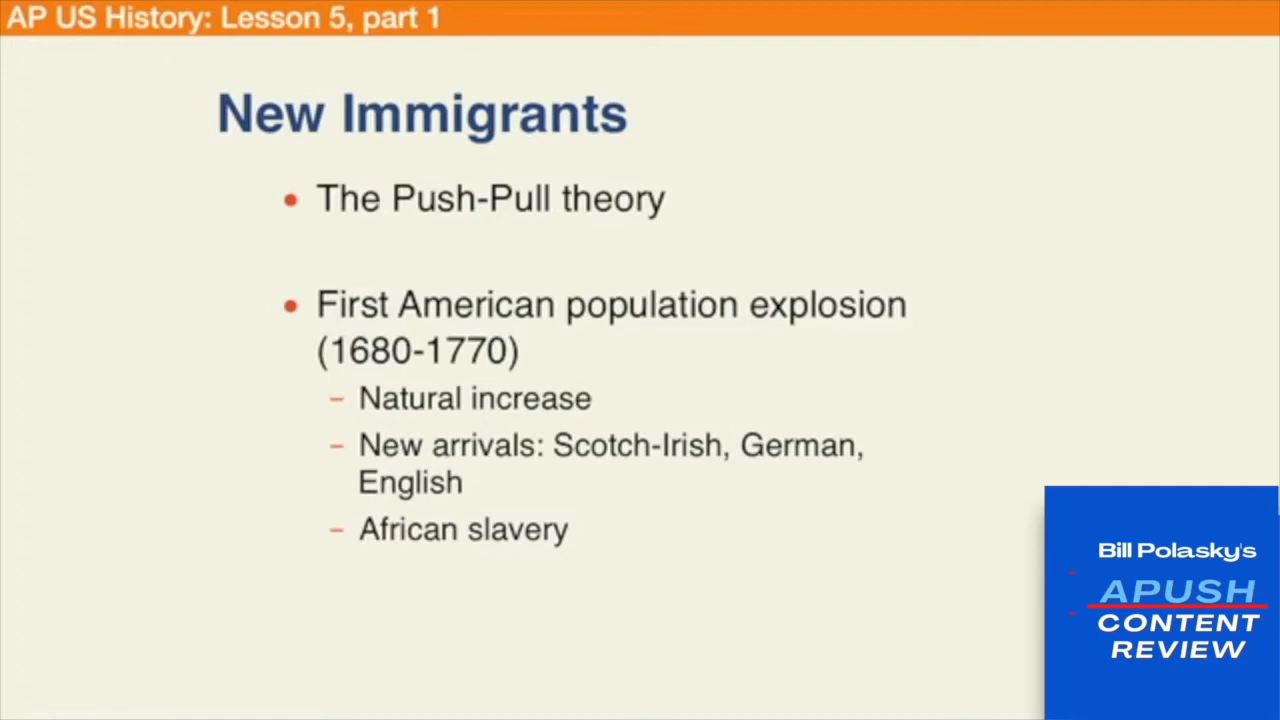 AP US History: Lesson 5, part 1
New Immigrants
• The Push-Pull theory
• First American population explosion
(1680-1770)
– Natural increase
– New arrivals: Scotch-Irish, German,
English
– African slavery
Bill Polasky's
APUSH
CONTENT
REVIEW